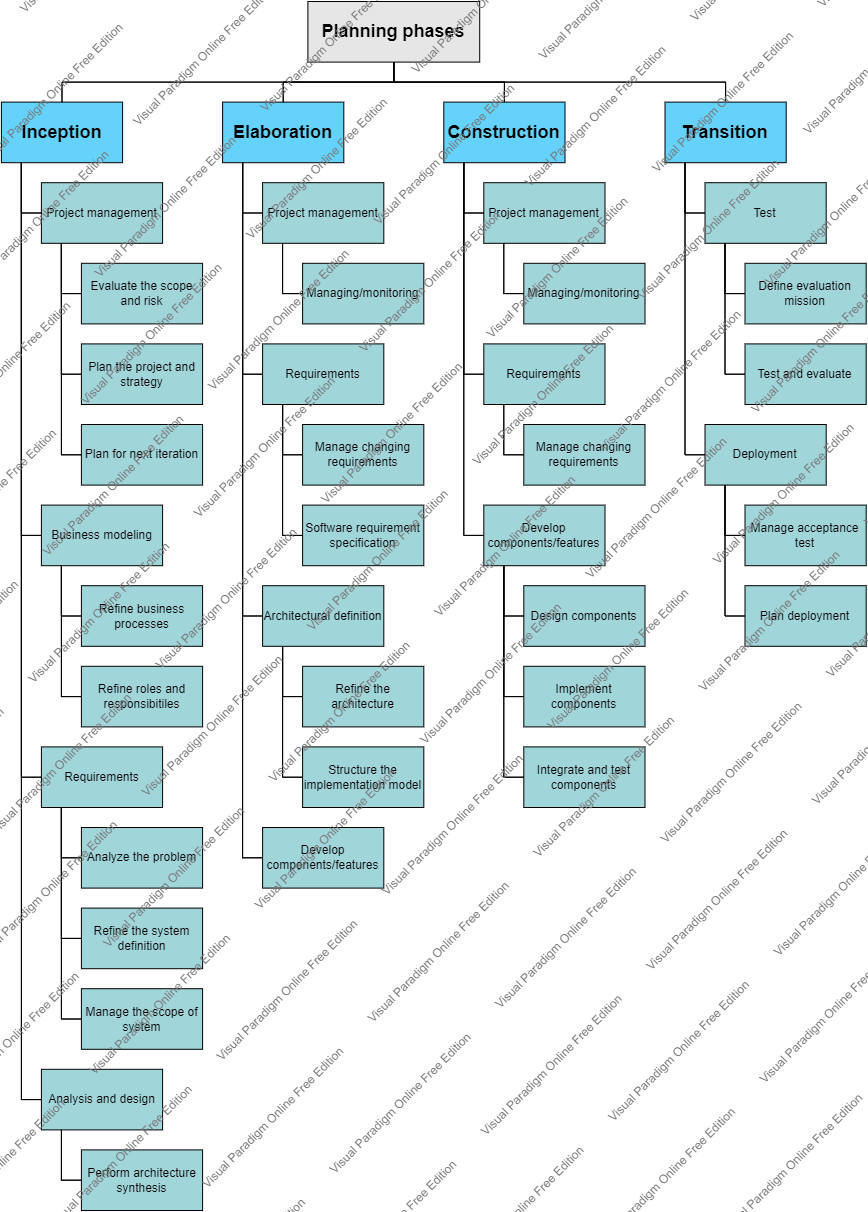 Planning phases
Inception
Elaboration
Construction
Transition
Project management
Evaluate the scope
and risk
Plan the project and
strategy
Plan for next iteration
Business modeling
Refine business
processes
Refine roles and
responsibitiles
Requirements
Analyze the problem
Refine the system
definition
Manage the scope of
system
Analysis and design
Perform architecture
synthesis
Project management
Managing/monitoring
Requirements
Manage changing
requirements
Software requirement
specification
Architectural definition
Refine the
architecture
Structure the
implementation model
Develop
components/features
Project management
Managing/monitoring
Requirements
Manage changing
requirements
Develop
components/features
Design components
Implement
components
Integrate and test
components
Test
Define evaluation
mission
Test and evaluate
Deployment
Manage acceptance
test
Plan deployment
Visual Paradigm Online Free Edition